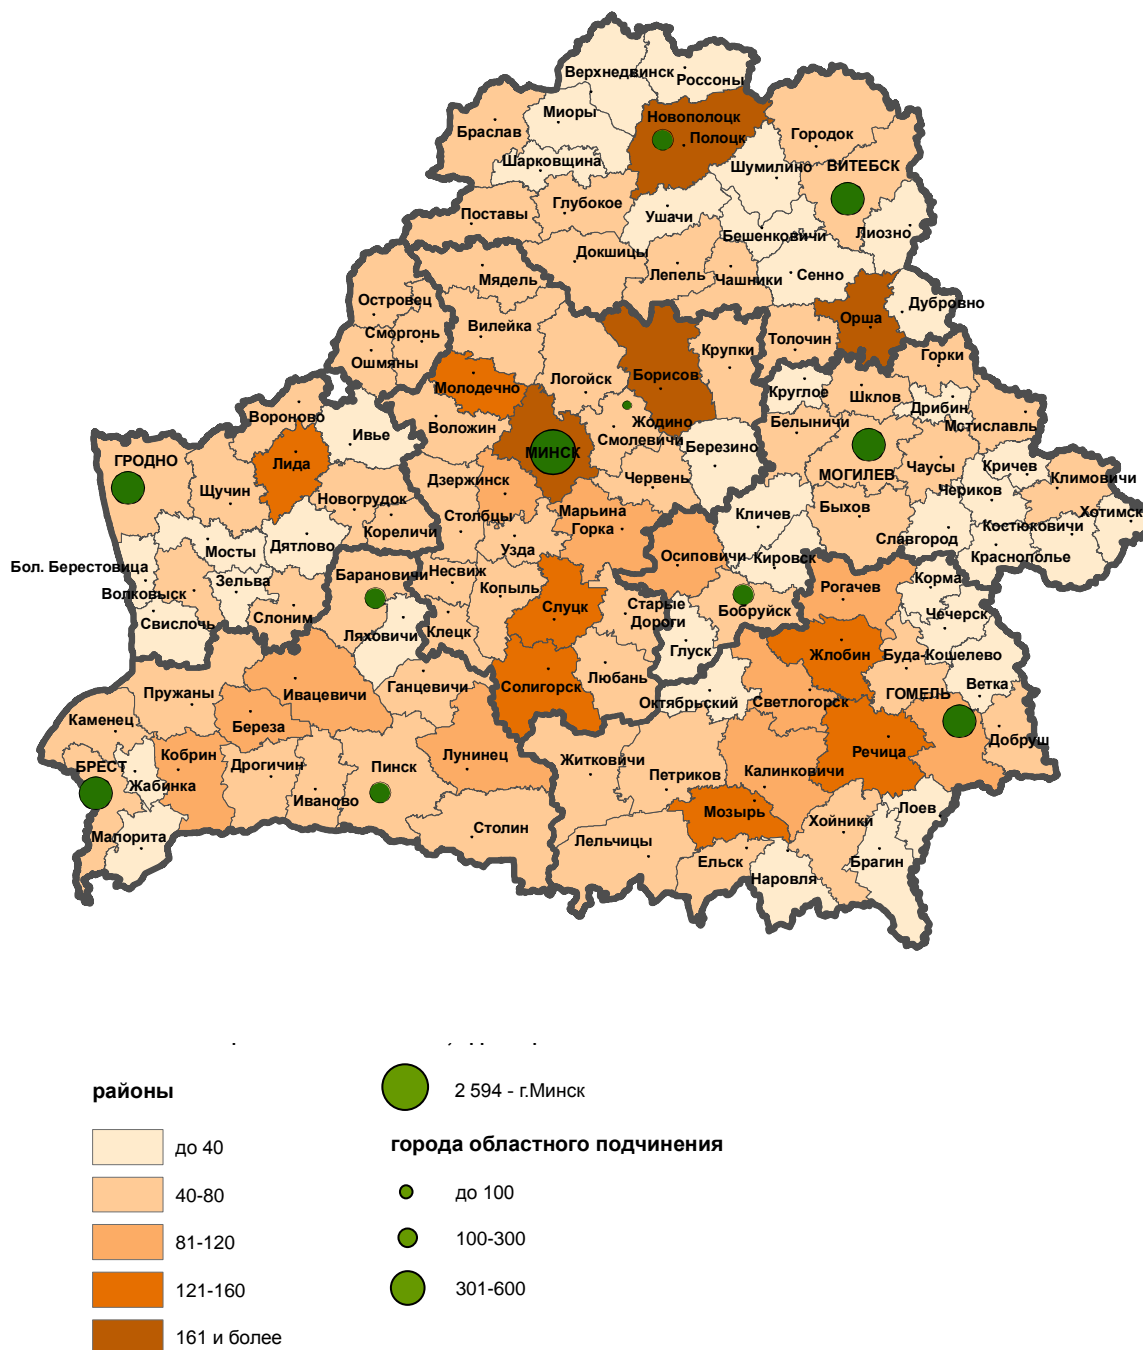 Верхнедвинск
Россоны
Миоры
Новополоцк
Браслав
Полоцк
Городок
Шарковщина
Шумилино
ВИТЕБСК
Поставы
Глубокое
Ушачи
Бешенковичи
Лиозно
Докшицы
Лепель
Чашники
Сенно
Мядель
Островец
Дубровно
Сморгонь
Вилейка
Орша
Ошмяны
Крупки
Толочин
Горки
Молодечно
Логойск
Борисов
Круглое
Шклов
Дрибин
Вороново
Ивье
Воложин
Жодино
Смолевичи
Белыничи
Мстиславль
ГРОДНО
Лида
МИНСК
Березино
МОГИЛЕВ
Чаусы
Кричев
Щучин
Дзержинск
Червень
Климовичи
Новогрудок
Чериков
Столбцы
Марьина
Горка
Быхов
Хотимск
Кореличи
Кличев
Костюковичи
Мосты
Дятлово
Узда
Славгород
Бол. Берестовица
Осиповичи
Кировск
Краснополье
Зельва
Барановичи
Несвиж
Волковыск
Копыль
Рогачев
Корма
Свислочь
Слоним
Слуцк
Старые
Дороги
Бобруйск
Чечерск
Ляховичи
Клецк
Глуск
Жлобин
Буда-Кошелево
Пружаны
Ивацевичи
Ганцевичи
Солигорск
Любань
Октябрьский
Светлогорск
ГОМЕЛЬ
Ветка
Каменец
Береза
Добруш
БРЕСТ
Кобрин
Дрогичин
Пинск
Лунинец
Житковичи
Петриков
Калинковичи
Речица
Жабинка
Иваново
Мозырь
Лоев
Малорита
Столин
Лельчицы
Хойники
Ельск
Наровля
Брагин
районы
2 594 - г.Минск
до 40
города областного подчинения
40-80
до 100
81-120
100-300
121-160
301-600
161 и более